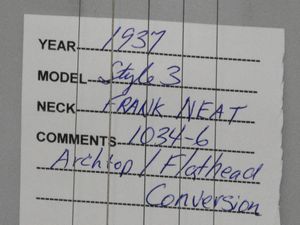 YEAR 1937
MODEL Style 3
NECK FRANK NEAT
COMMENTS 1034-6
Archtop / Flathead
Conversion